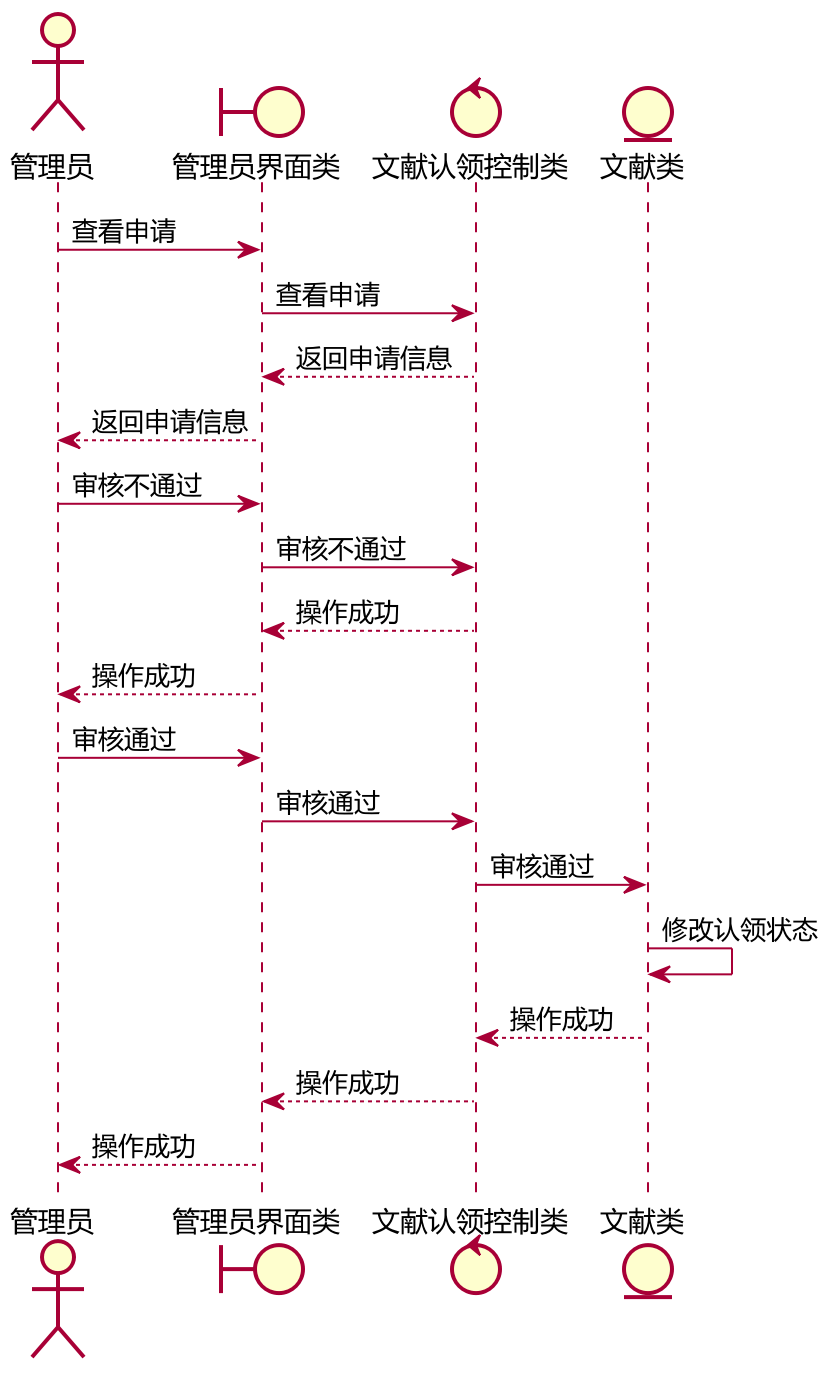 管理员 管理员界面类 文献认领控制类 文献类
查看申请
查看申请
返回申请信息
返回申请信息
审核不通过
审核不通过
操作成功
操作成功
审核通过
审核通过
审核通过
修改认领状态
操作成功
操作成功
操作成功
管理员 管理员界面类 文献认领控制类 文献类